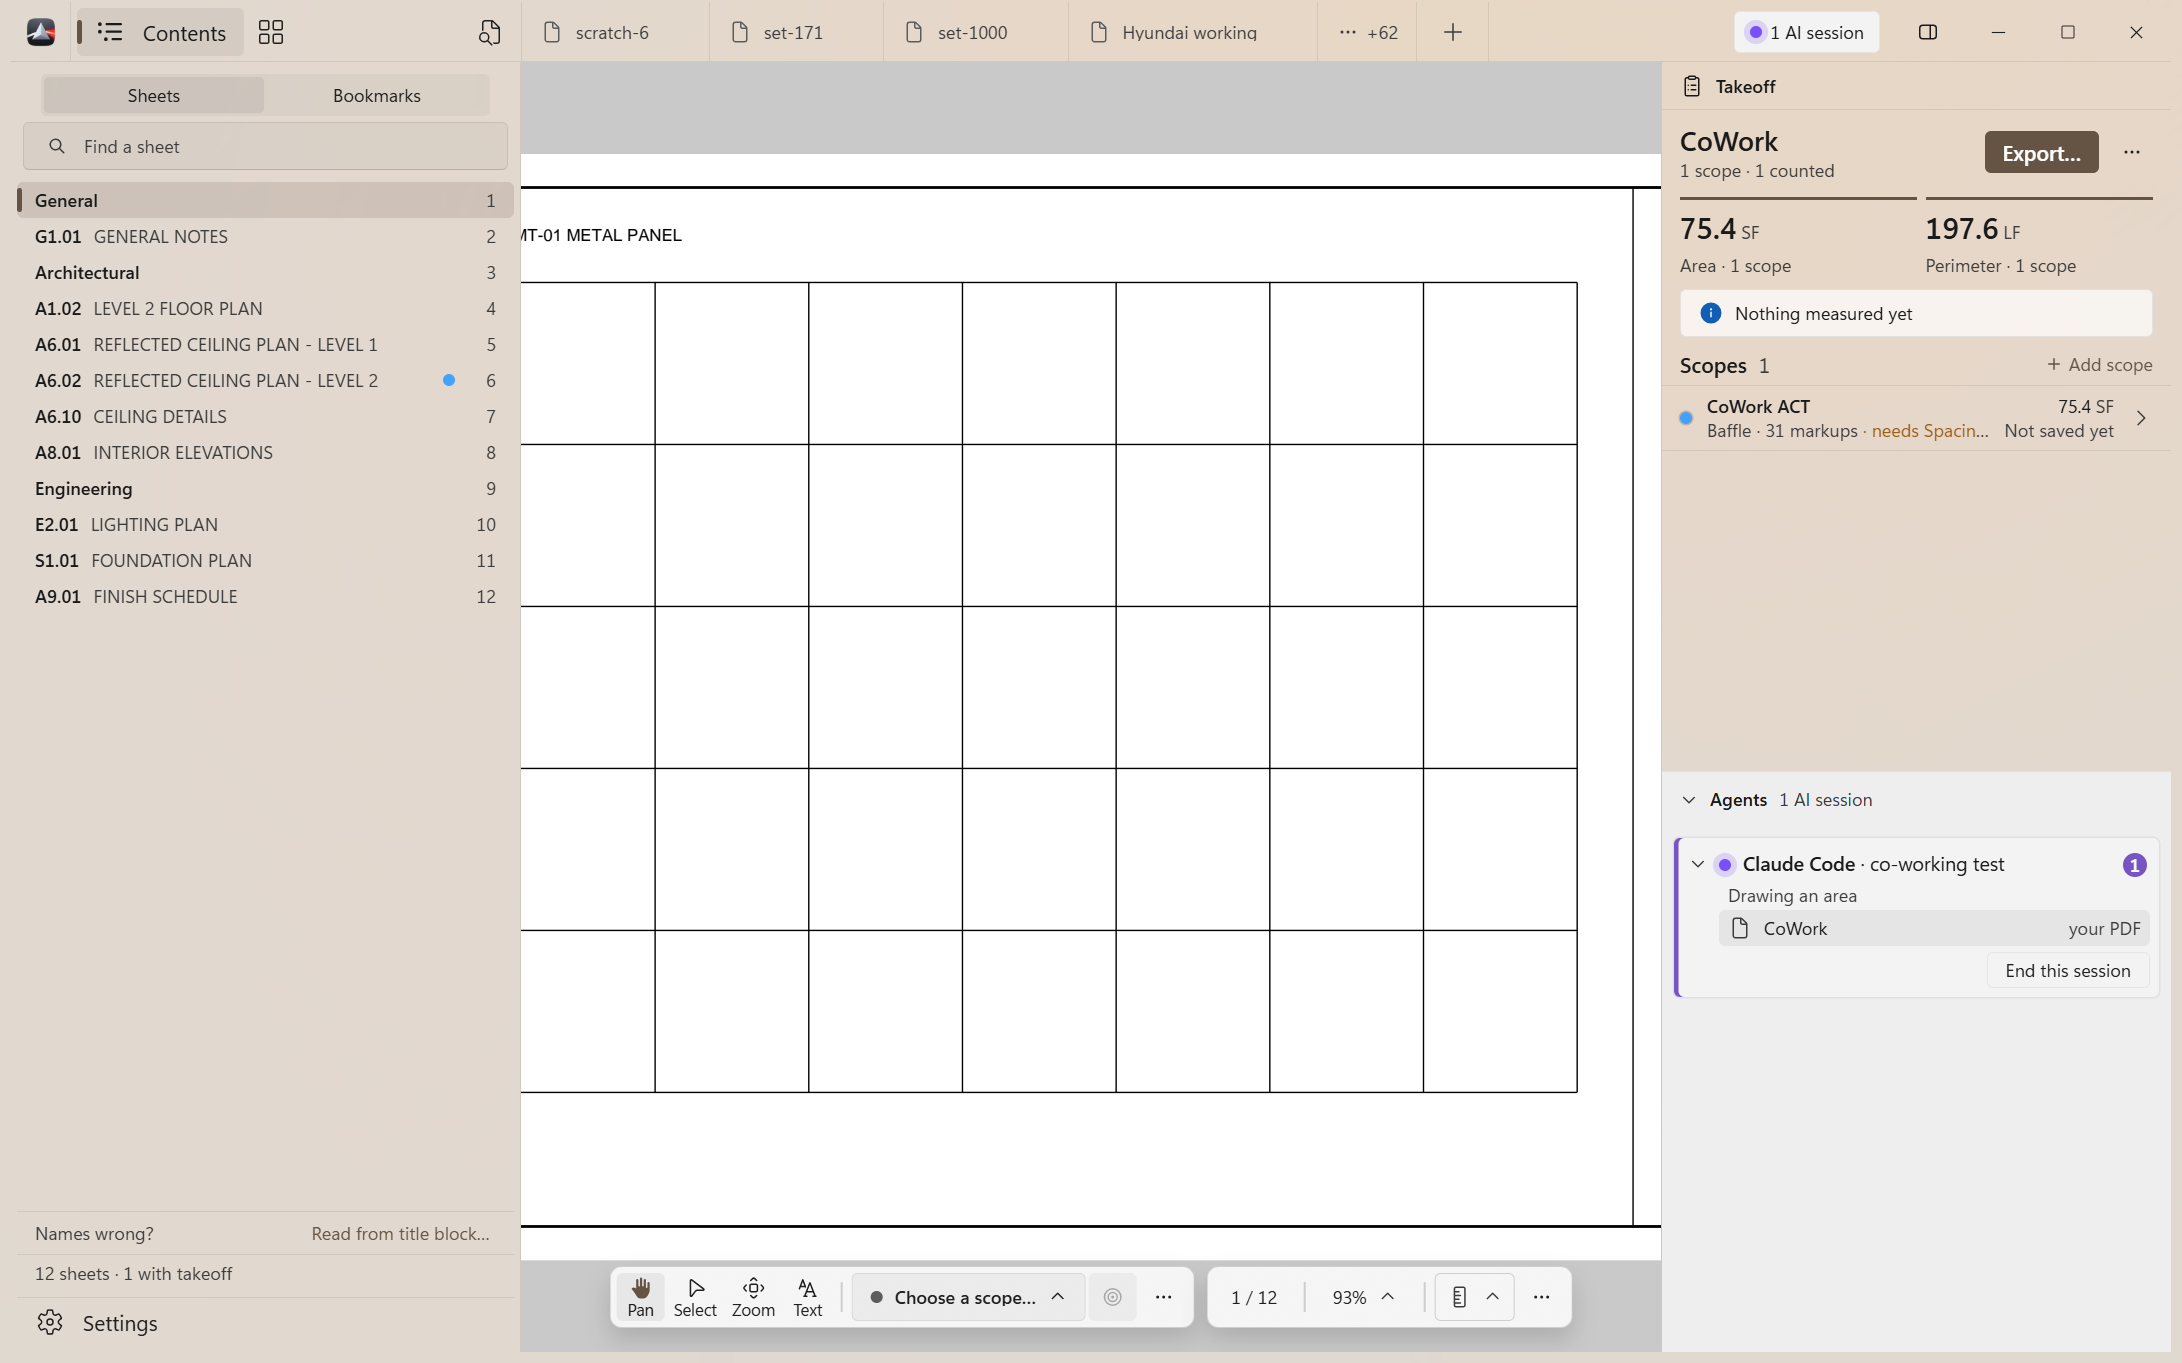 Contents
scratch-6
set-171
set-1000
Hyundai working
+62
1 AI session
Sheets
Bookmarks
Find a sheet
General 1
G1.01 GENERAL NOTES 2
Architectural 3
A1.02 LEVEL 2 FLOOR PLAN 4
A6.01 REFLECTED CEILING PLAN - LEVEL 1 5
A6.02 REFLECTED CEILING PLAN - LEVEL 2 6
A6.10 CEILING DETAILS 7
A8.01 INTERIOR ELEVATIONS 8
Engineering 9
E2.01 LIGHTING PLAN 10
S1.01 FOUNDATION PLAN 11
A9.01 FINISH SCHEDULE 12
Names wrong? Read from title block...
12 sheets · 1 with takeoff
Settings
MT-01 METAL PANEL
Pan
Select
Zoom
Text
Choose a scope...
1 / 12
93%
Takeoff
CoWork
Export...
1 scope · 1 counted
75.4 SF
Area · 1 scope
197.6 LF
Perimeter · 1 scope
Nothing measured yet
Scopes 1
+ Add scope
CoWork ACT 75.4 SF
Baffle · 31 markups · needs Spacin... Not saved yet
Agents 1 AI session
Claude Code · co-working test 1
Drawing an area
CoWork your PDF
End this session